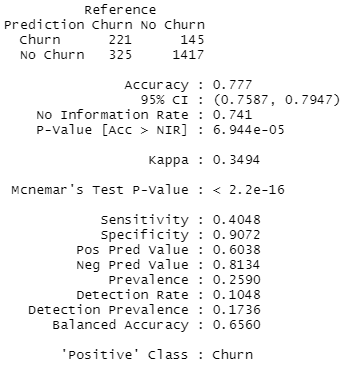 Reference
Prediction Churn No Churn
Churn 221 145
No Churn 325 1417
Accuracy : 0.777
95% CI : (0.7587, 0.7947)
No Information Rate : 0.741
P-Value [Acc > NIR] : 6.944e-05
Kappa : 0.3494
Mcnemar's Test P-Value : < 2.2e-16
Sensitivity : 0.4048
Specificity : 0.9072
Pos Pred Value : 0.6038
Neg Pred Value : 0.8134
Prevalence : 0.2590
Detection Rate : 0.1048
Detection Prevalence : 0.1736
Balanced Accuracy : 0.6560
'Positive' Class : Churn